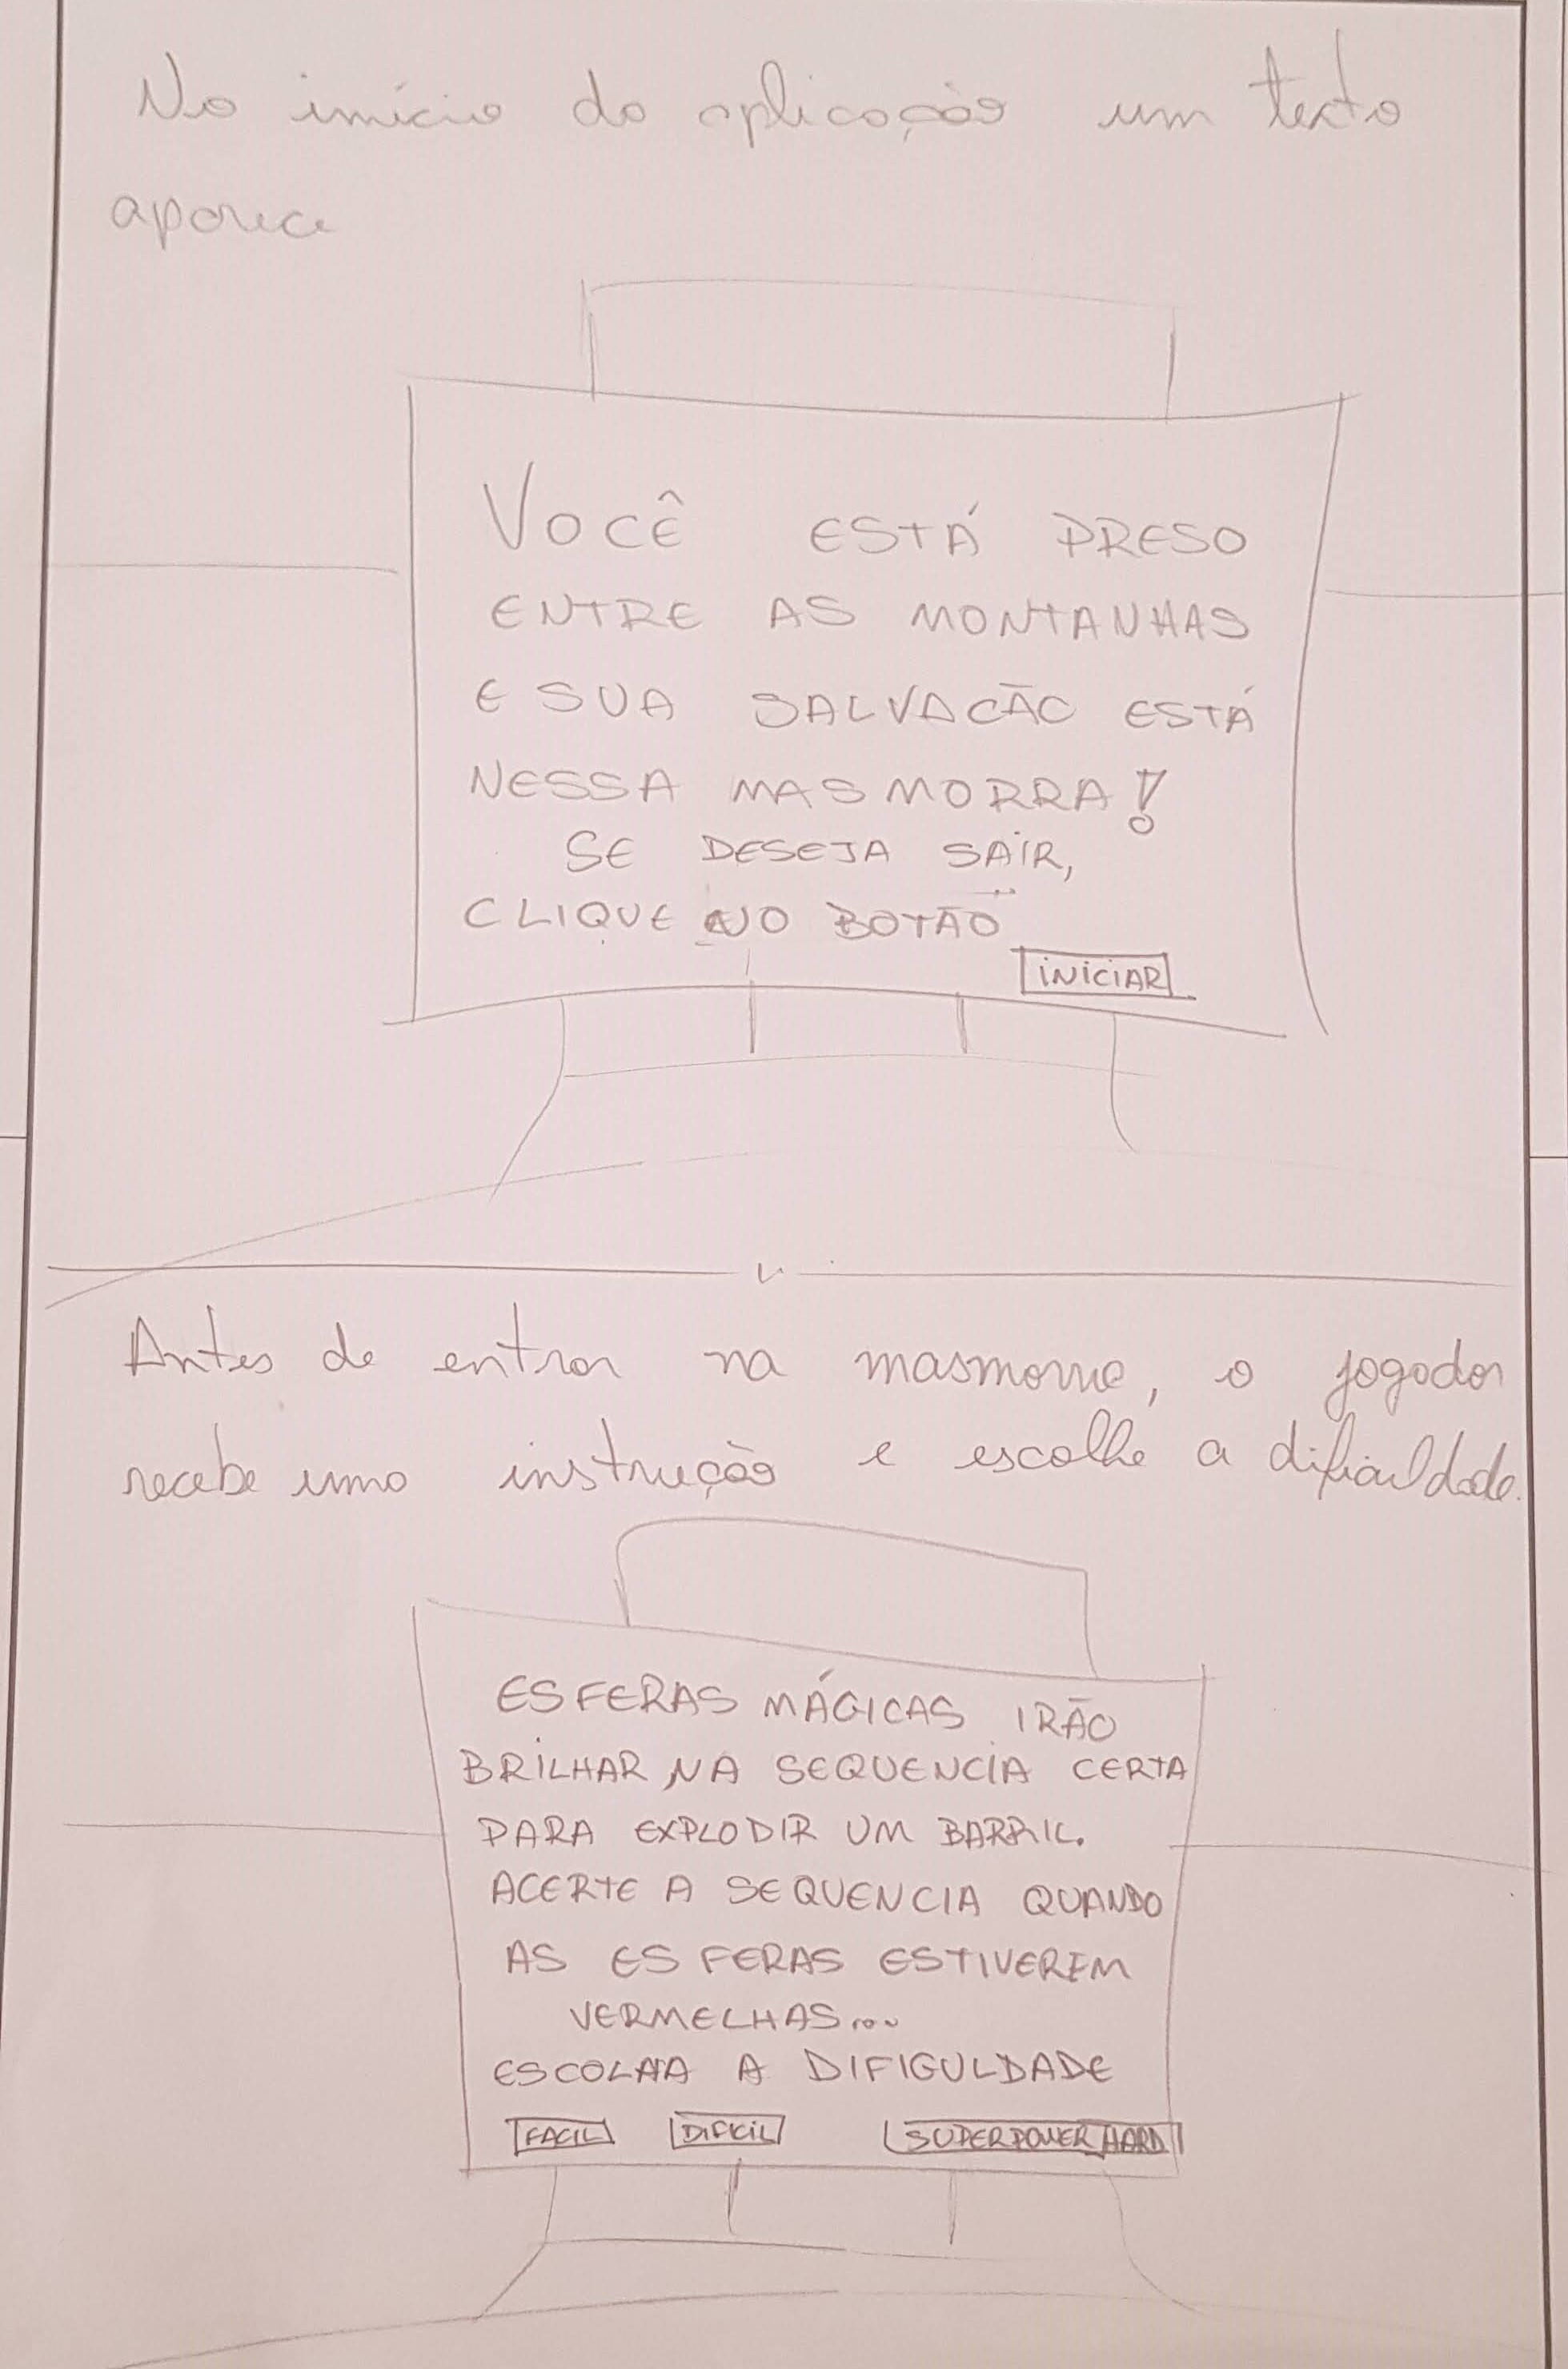 No início da aplicação um texto
aparece
VOCÊ ESTÁ PRESO
ENTRE AS MONTANHAS
E SUA SALVACÃO ESTÁ
NESSA MASMORRA!
SE DESEJA SAIR,
CLIQUE NO BOTÃO
INICIAR
Antes de entrar na masmorra, o jogador
recebe uma instrução e escolhe a dificuldade.
ESFERAS MÁGICAS IRÃO
BRILHAR NA SEQUENCIA CERTA
PARA EXPLODIR UM BARRIL.
ACERTE A SEQUENCIA QUANDO
AS ESFERAS ESTIVEREM
VERMELHAS...
ESCOLHA A DIFICULDADE
FACIL DIFICIL SUPERPOWER HARD